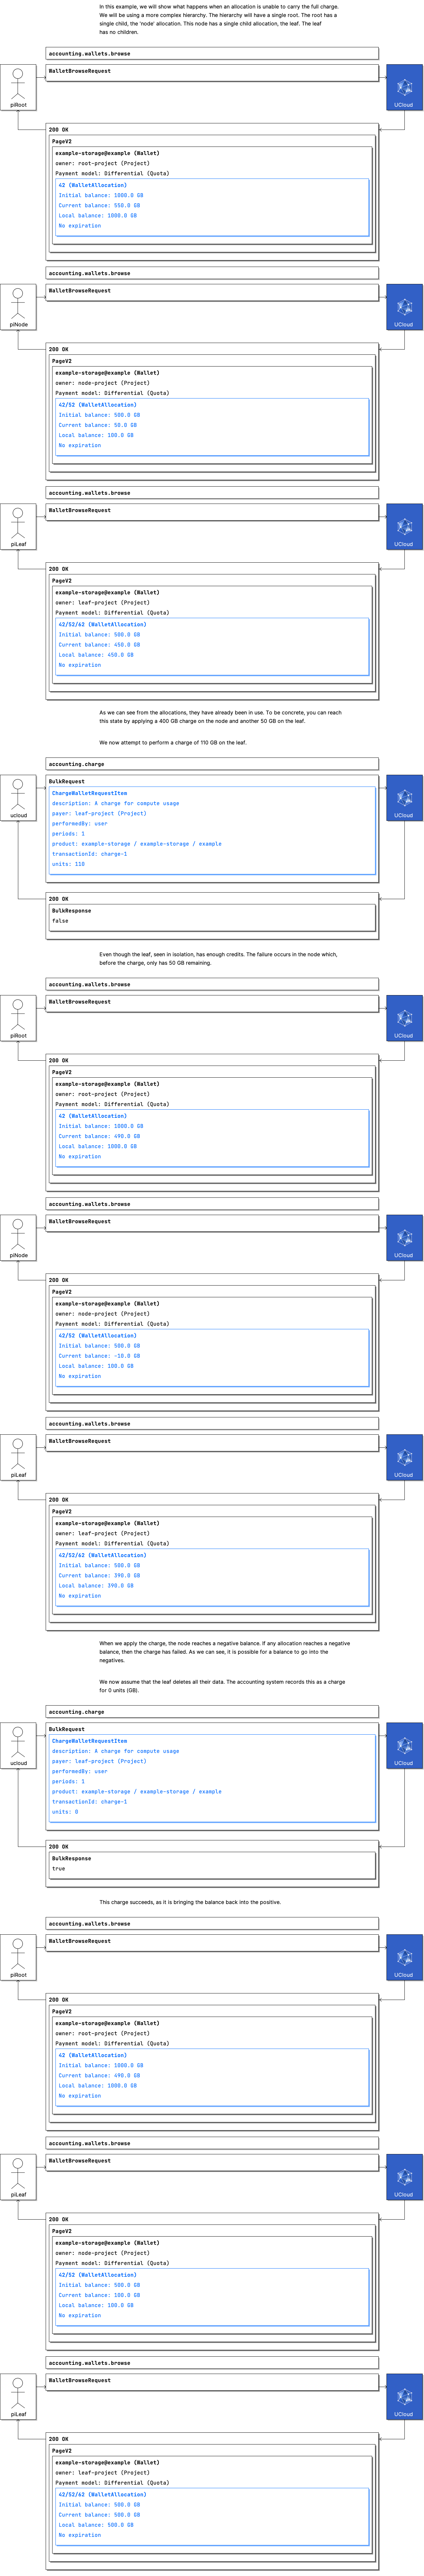 In this example, we will show what happens when an allocation is unable to carry the full charge.
We will be using a more complex hierarchy. The hierarchy will have a single root. The root has a
single child, the 'node' allocation. This node has a single child allocation, the leaf. The leaf
has no children.
accounting.wallets.browse
WalletBrowseRequest
piRoot
UCloud
200 OK
PageV2
example-storage@example (Wallet)
owner: root-project (Project)
Payment model: Differential (Quota)
42 (WalletAllocation)
Initial balance: 1000.0 GB
Current balance: 550.0 GB
Local balance: 1000.0 GB
No expiration
accounting.wallets.browse
WalletBrowseRequest
piNode
UCloud
200 OK
PageV2
example-storage@example (Wallet)
owner: node-project (Project)
Payment model: Differential (Quota)
42/52 (WalletAllocation)
Initial balance: 500.0 GB
Current balance: 50.0 GB
Local balance: 100.0 GB
No expiration
accounting.wallets.browse
WalletBrowseRequest
piLeaf
UCloud
200 OK
PageV2
example-storage@example (Wallet)
owner: leaf-project (Project)
Payment model: Differential (Quota)
42/52/62 (WalletAllocation)
Initial balance: 500.0 GB
Current balance: 450.0 GB
Local balance: 450.0 GB
No expiration
As we can see from the allocations, they have already been in use. To be concrete, you can reach
this state by applying a 400 GB charge on the node and another 50 GB on the leaf.
We now attempt to perform a charge of 110 GB on the leaf.
accounting.charge
BulkRequest
ChargeWalletRequestItem
description: A charge for compute usage
payer: leaf-project (Project)
performedBy: user
periods: 1
product: example-storage / example-storage / example
transactionId: charge-1
units: 110
ucloud
UCloud
200 OK
BulkResponse
false
Even though the leaf, seen in isolation, has enough credits. The failure occurs in the node which,
before the charge, only has 50 GB remaining.
accounting.wallets.browse
WalletBrowseRequest
piRoot
UCloud
200 OK
PageV2
example-storage@example (Wallet)
owner: root-project (Project)
Payment model: Differential (Quota)
42 (WalletAllocation)
Initial balance: 1000.0 GB
Current balance: 490.0 GB
Local balance: 1000.0 GB
No expiration
accounting.wallets.browse
WalletBrowseRequest
piNode
UCloud
200 OK
PageV2
example-storage@example (Wallet)
owner: node-project (Project)
Payment model: Differential (Quota)
42/52 (WalletAllocation)
Initial balance: 500.0 GB
Current balance: -10.0 GB
Local balance: 100.0 GB
No expiration
accounting.wallets.browse
WalletBrowseRequest
piLeaf
UCloud
200 OK
PageV2
example-storage@example (Wallet)
owner: leaf-project (Project)
Payment model: Differential (Quota)
42/52/62 (WalletAllocation)
Initial balance: 500.0 GB
Current balance: 390.0 GB
Local balance: 390.0 GB
No expiration
When we apply the charge, the node reaches a negative balance. If any allocation reaches a negative
balance, then the charge has failed. As we can see, it is possible for a balance to go into the
negatives.
We now assume that the leaf deletes all their data. The accounting system records this as a charge
for 0 units (GB).
accounting.charge
BulkRequest
ChargeWalletRequestItem
description: A charge for compute usage
payer: leaf-project (Project)
performedBy: user
periods: 1
product: example-storage / example-storage / example
transactionId: charge-1
units: 0
ucloud
UCloud
200 OK
BulkResponse
true
This charge succeeds, as it is bringing the balance back into the positive.
accounting.wallets.browse
WalletBrowseRequest
piRoot
UCloud
200 OK
PageV2
example-storage@example (Wallet)
owner: root-project (Project)
Payment model: Differential (Quota)
42 (WalletAllocation)
Initial balance: 1000.0 GB
Current balance: 490.0 GB
Local balance: 1000.0 GB
No expiration
accounting.wallets.browse
WalletBrowseRequest
piLeaf
UCloud
200 OK
PageV2
example-storage@example (Wallet)
owner: node-project (Project)
Payment model: Differential (Quota)
42/52 (WalletAllocation)
Initial balance: 500.0 GB
Current balance: 100.0 GB
Local balance: 100.0 GB
No expiration
accounting.wallets.browse
WalletBrowseRequest
piLeaf
UCloud
200 OK
PageV2
example-storage@example (Wallet)
owner: leaf-project (Project)
Payment model: Differential (Quota)
42/52/62 (WalletAllocation)
Initial balance: 500.0 GB
Current balance: 500.0 GB
Local balance: 500.0 GB
No expiration